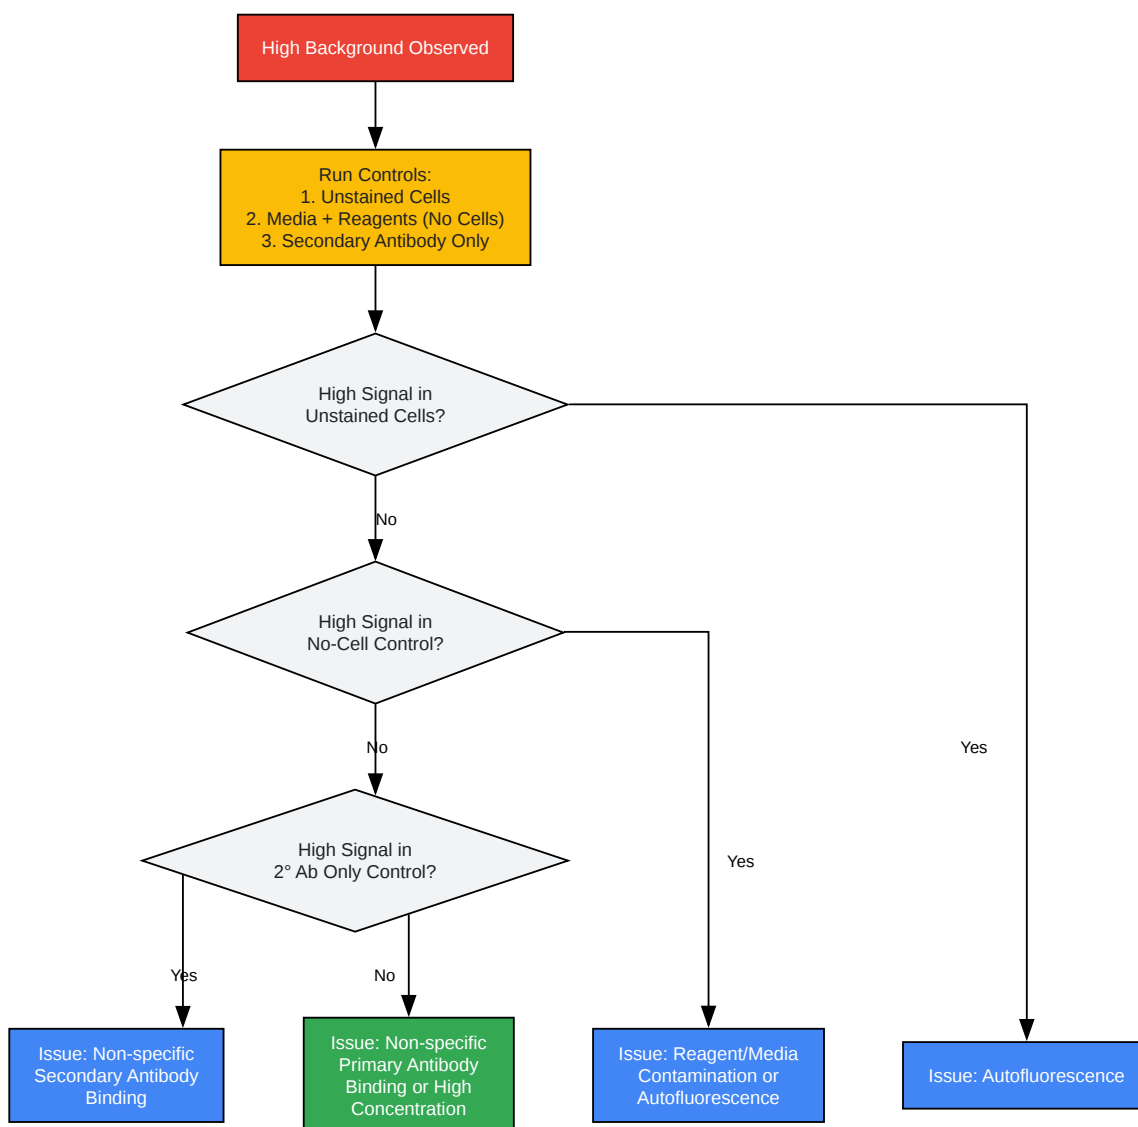 High Background Observed
Run Controls:
1. Unstained Cells
2. Media + Reagents (No Cells)
3. Secondary Antibody Only
High Signal in
Unstained Cells?
No
High Signal in
No-Cell Control?
No
Yes
High Signal in
2° Ab Only Control?
Yes
Yes
No
Issue: Non-specific
Secondary Antibody
Binding
Issue: Non-specific
Primary Antibody
Binding or High
Concentration
Issue: Reagent/Media
Contamination or
Autofluorescence
Issue: Autofluorescence